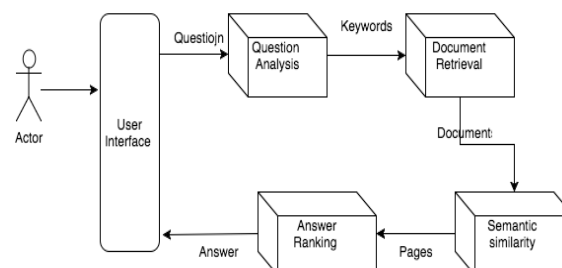 Keywords
Questiojn
Question
Analysis
Document
Retrieval
User
Interface
Actor
Documents
Answer
Ranking
Semantic
similarity
Answer
Pages